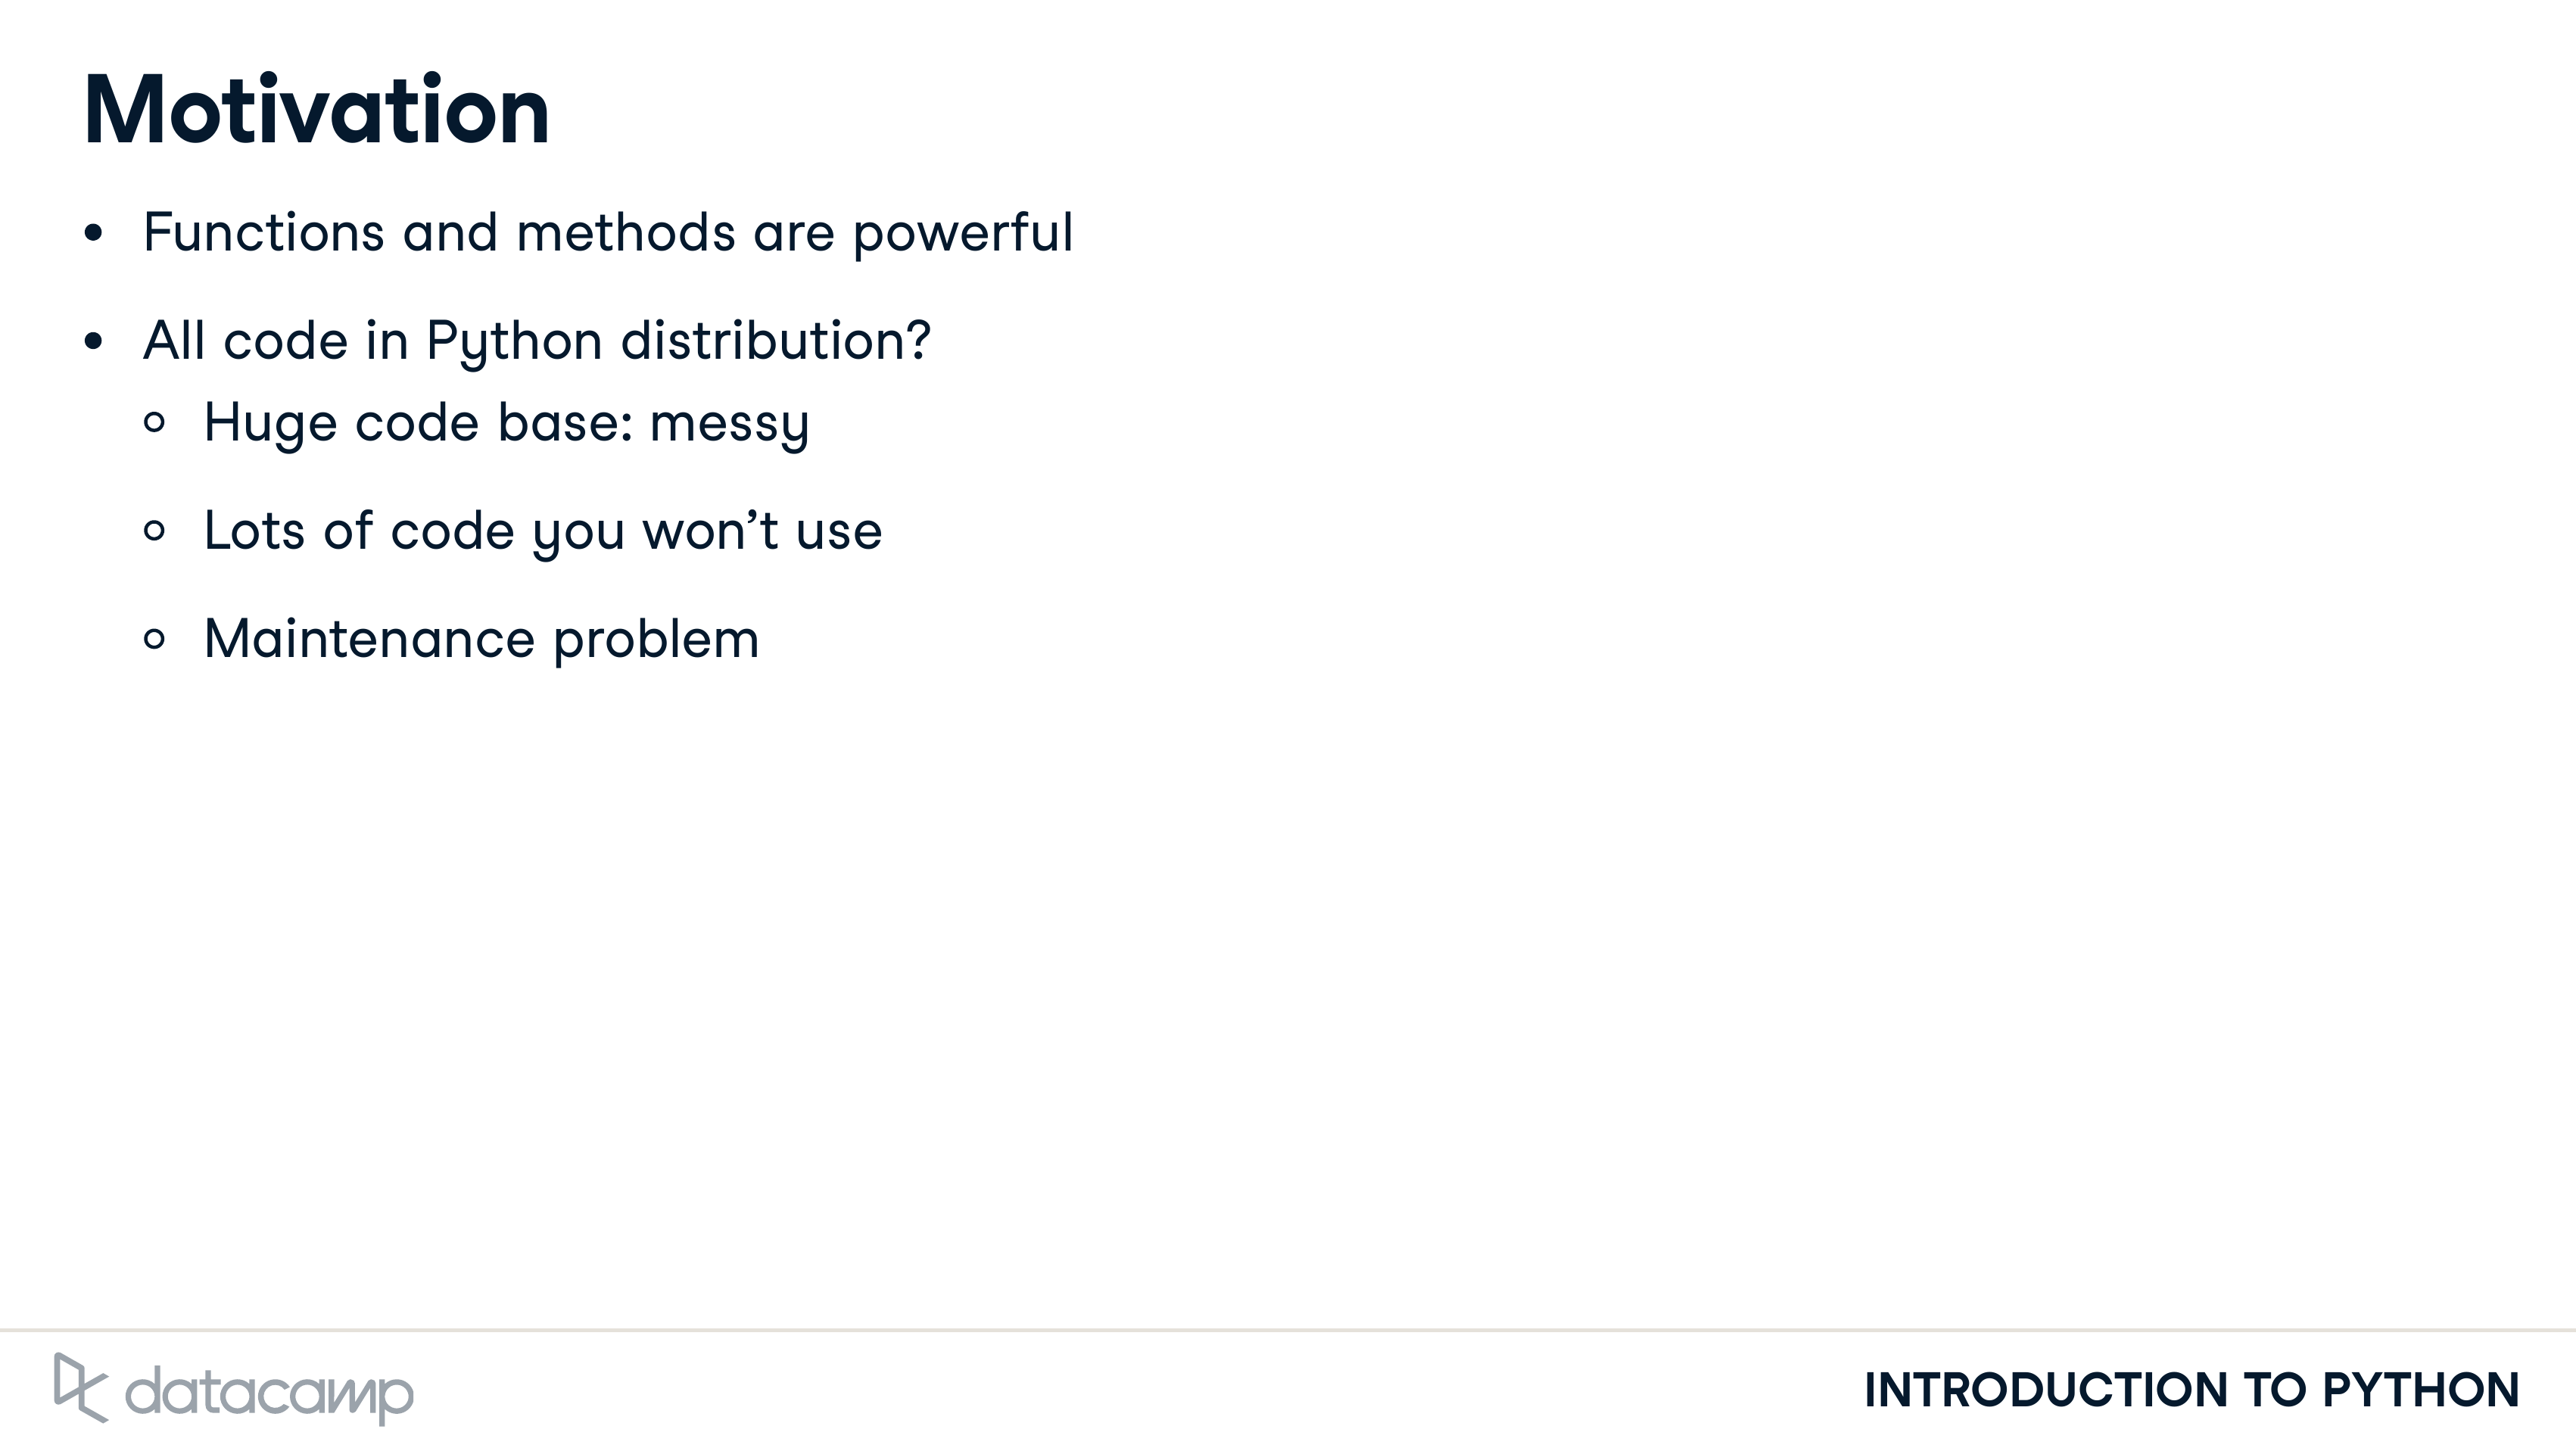 Motivation
• Functions and methods are powerful
• All code in Python distribution?
○ Huge code base: messy
○ Lots of code you won’t use
○ Maintenance problem
datacamp
INTRODUCTION TO PYTHON